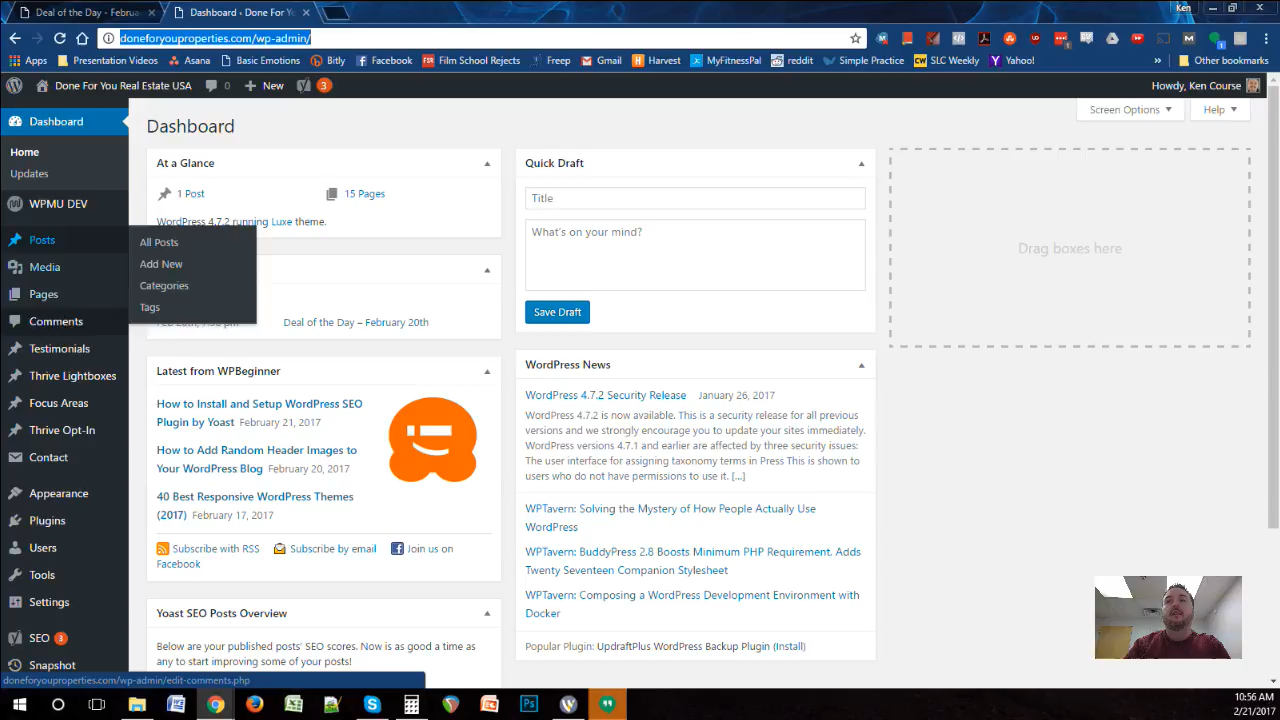 Deal of the Day - Februa
Dashboard ‹ Done For Yo
Ken
doneforyouproperties.com/wp-admin/
Apps
Presentation Videos
Asana
Basic Emotions
Bitly
Facebook
Film School Rejects
Freep
Gmail
Harvest
MyFitnessPal
reddit
Simple Practice
SLC Weekly
Yahoo!
»
Other bookmarks
Done For You Real Estate USA
0
+ New
3
Howdy, Ken Course
Screen Options
Help
Dashboard
Home
Updates
WPMU DEV
Posts
Media
Pages
Comments
Testimonials
Thrive Lightboxes
Focus Areas
Thrive Opt-In
Contact
Appearance
Plugins
Users
Tools
Settings
SEO 3
Snapshot
All Posts
Add New
Categories
Tags
Dashboard
At a Glance
1 Post
15 Pages
WordPress 4.7.2 running Luxe theme.
Deal of the Day – February 20th
Latest from WPBeginner
How to Install and Setup WordPress SEO
Plugin by Yoast February 21, 2017
How to Add Random Header Images to
Your WordPress Blog February 20, 2017
40 Best Responsive WordPress Themes
(2017) February 17, 2017
Subscribe with RSS
Subscribe by email
Join us on
Facebook
Yoast SEO Posts Overview
Below are your published posts' SEO scores. Now is as good a time as
any to start improving some of your posts!
Quick Draft
Title
What's on your mind?
Save Draft
WordPress News
WordPress 4.7.2 Security Release January 26, 2017
WordPress 4.7.2 is now available. This is a security release for all previous
versions and we strongly encourage you to update your sites immediately.
WordPress versions 4.7.1 and earlier are affected by three security issues:
The user interface for assigning taxonomy terms in Press This is shown to
users who do not have permissions to use it. [...]
WPTavern: Solving the Mystery of How People Actually Use
WordPress
WPTavern: BuddyPress 2.8 Boosts Minimum PHP Requirement. Adds
Twenty Seventeen Companion Stylesheet
WPTavern: Composing a WordPress Development Environment with
Docker
Popular Plugin: UpdraftPlus WordPress Backup Plugin (Install)
Drag boxes here
doneforyouproperties.com/wp-admin/edit-comments.php
10:56 AM
2/21/2017